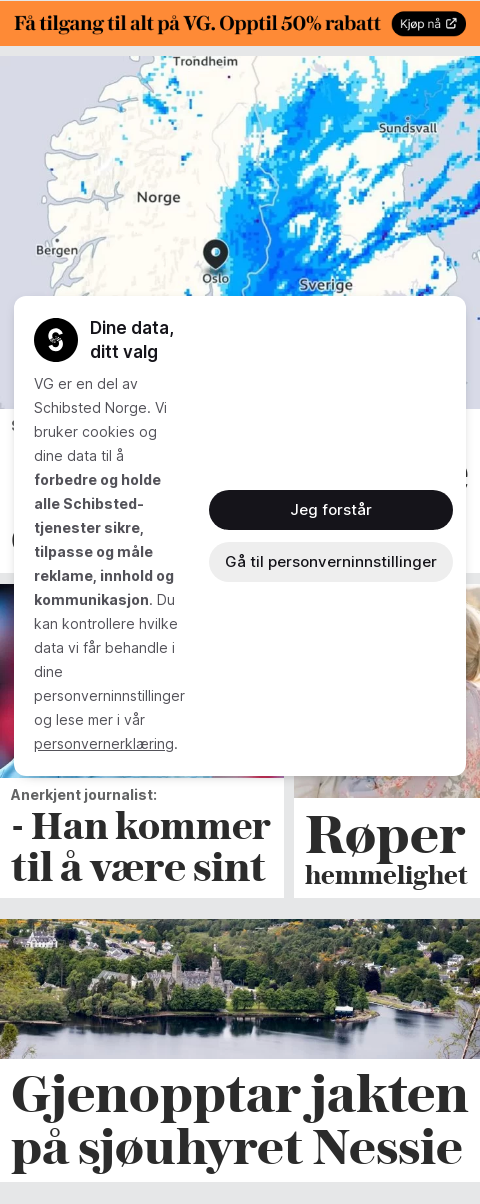 Få tilgang til alt på VG. Opptil 50% rabatt
Kjøp nå
Trondheim
Sundsvall
Norge
Bergen
Oslo
Sverige
Dine data,
ditt valg
VG er en del av
Schibsted Norge. Vi
bruker cookies og
dine data til å
forbedre og holde
alle Schibsted-
tjenester sikre,
tilpasse og måle
reklame, innhold og
kommunikasjon. Du
kan kontrollere hvilke
data vi får behandle i
dine
personverninnstillinger
og lese mer i vår
personvernerklæring.
Jeg forstår
Gå til personverninnstillinger
Anerkjent journalist:
- Han kommer
til å være sint
Røper
hemmelighet
Gjenopptar jakten
på sjøuhyret Nessie